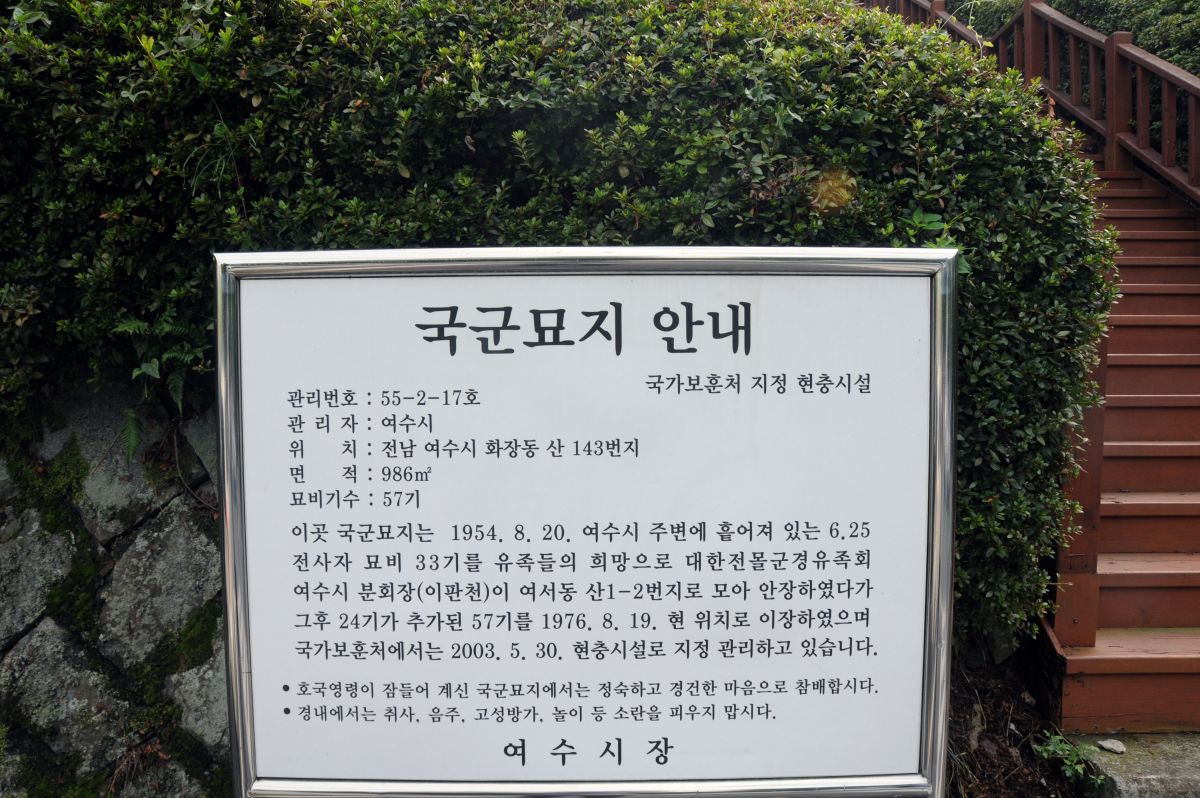 국군묘지 안내
국가보훈처 지정 현충시설
관리번호 : 55-2-17호
관 리 자 : 여수시
위 치 : 전남 여수시 화장동 산 143번지
면 적 : 986㎡
묘비기수 : 57기
이곳 국군묘지는 1954. 8. 20. 여수시 주변에 흩어져 있는 6.25
전사자 묘비 33기를 유족들의 희망으로 대한전몰군경유족회
여수시 분회장(이판천)이 여서동 산1-2번지로 모아 안장하였다가
그후 24기가 추가된 57기를 1976. 8. 19. 현 위치로 이장하였으며
국가보훈처에서는 2003. 5. 30. 현충시설로 지정 관리하고 있습니다.
• 호국영령이 잠들어 계신 국군묘지에서는 정숙하고 경건한 마음으로 참배합시다.
• 경내에서는 취사, 음주, 고성방가, 놀이 등 소란을 피우지 맙시다.
여 수 시 장